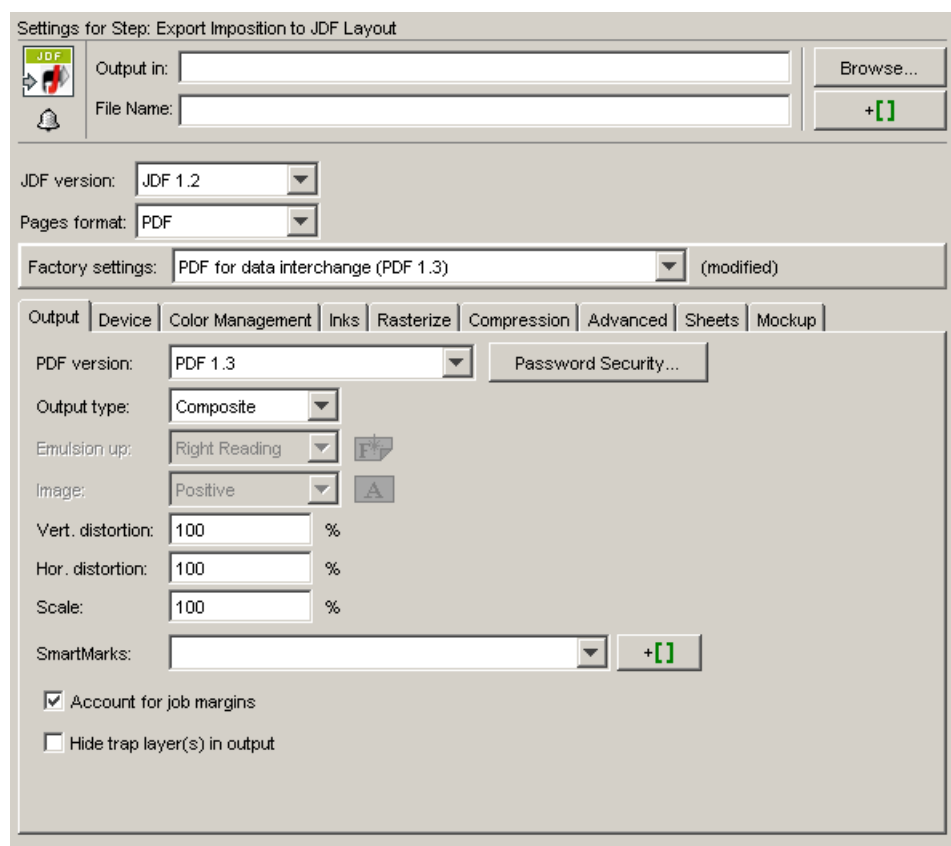 Settings for Step: Export Imposition to JDF Layout
JDF
Output in:
Browse...
File Name:
+[]
JDF version: JDF 1.2
Pages format: PDF
Factory settings: PDF for data interchange (PDF 1.3) (modified)
Output Device Color Management Inks Rasterize Compression Advanced Sheets Mockup
PDF version: PDF 1.3 Password Security...
Output type: Composite
Emulsion up: Right Reading F
Image: Positive A
Vert. distortion: 100 %
Hor. distortion: 100 %
Scale: 100 %
SmartMarks: +[]
Account for job margins
Hide trap layer(s) in output